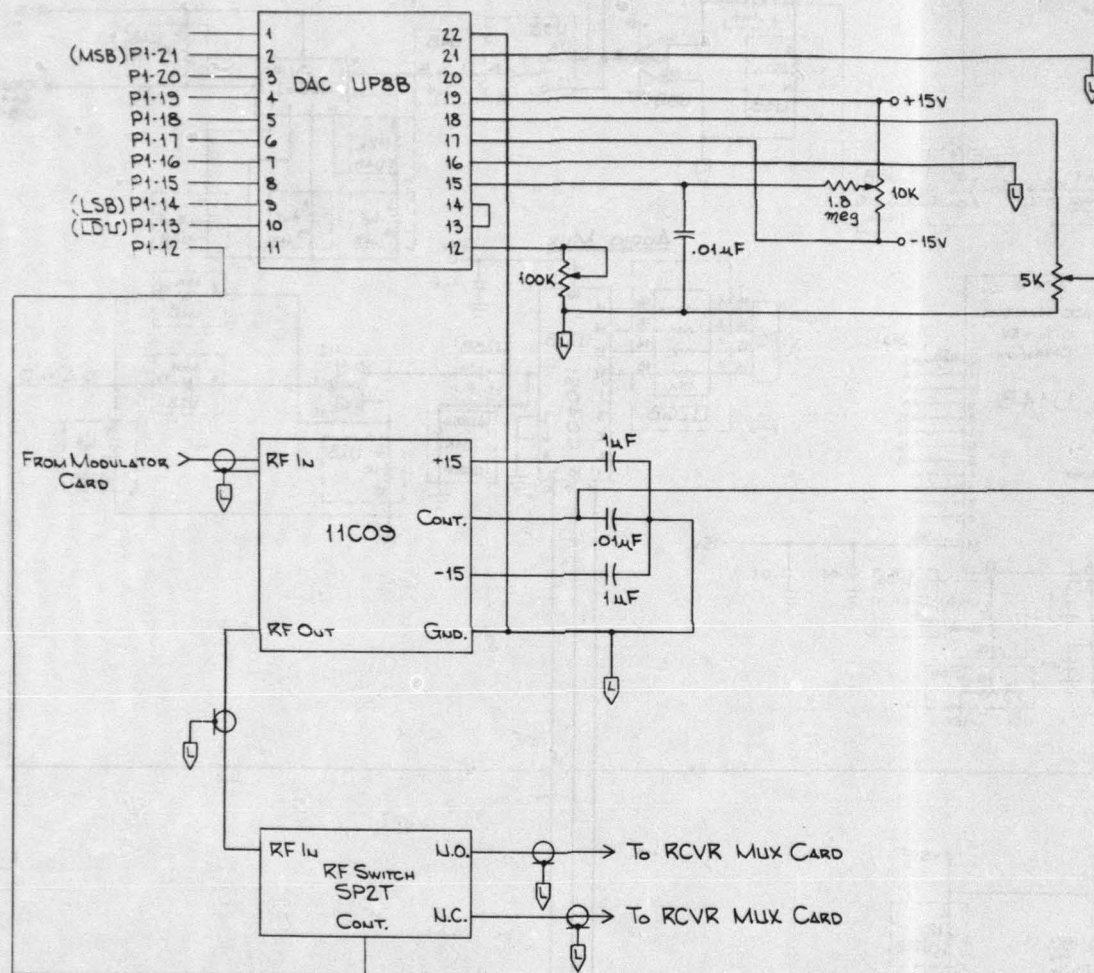 1
(MSB) P1-21 2
P1-20 3
P1-19 4
P1-18 5
P1-17 6
P1-16 7
P1-15 8
(LSB) P1-14 9
(L̅D̅U̅) P1-13 10
P1-12 11
DAC UP8B
22
21
20
19
18
17
16
15
14
13
12
+15V
10K
-15V
1.8
meg
.01µF
100K
5K
L
L
L
From Modulator
Card
L
RF In
11C09
+15
Cont.
-15
Gnd.
RF Out
1µF
.01µF
1µF
L
L
RF In
RF Switch
SP2T
Cont.
N.O.
N.C.
To RCVR MUX CARD
To RCVR MUX CARD
L
L